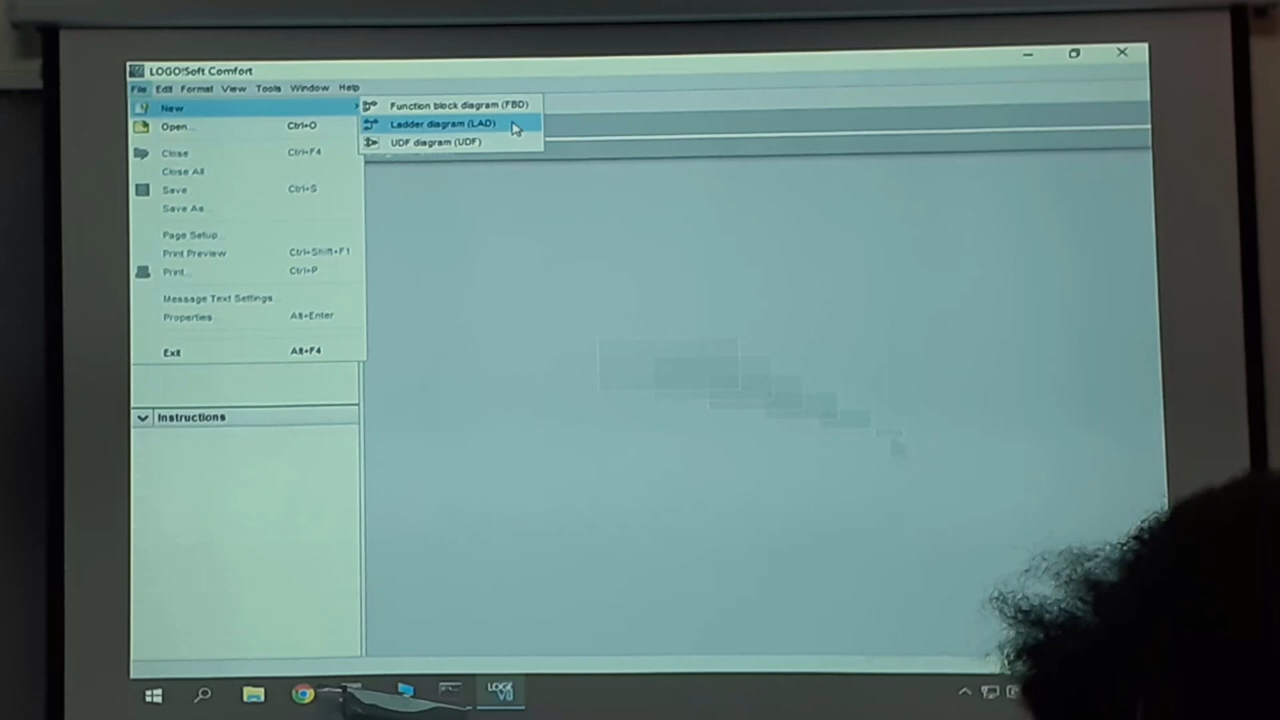 LOGO!Soft Comfort
File Edit Format View Tools Window Help
New
Function block diagram (FBD)
Ladder diagram (LAD)
UDF diagram (UDF)
Open... Ctrl+O
Close Ctrl+F4
Close All
Save Ctrl+S
Save As...
Page Setup...
Print Preview Ctrl+Shift+F1
Print... Ctrl+P
Message Text Settings...
Properties... Alt+Enter
Exit Alt+F4
Instructions